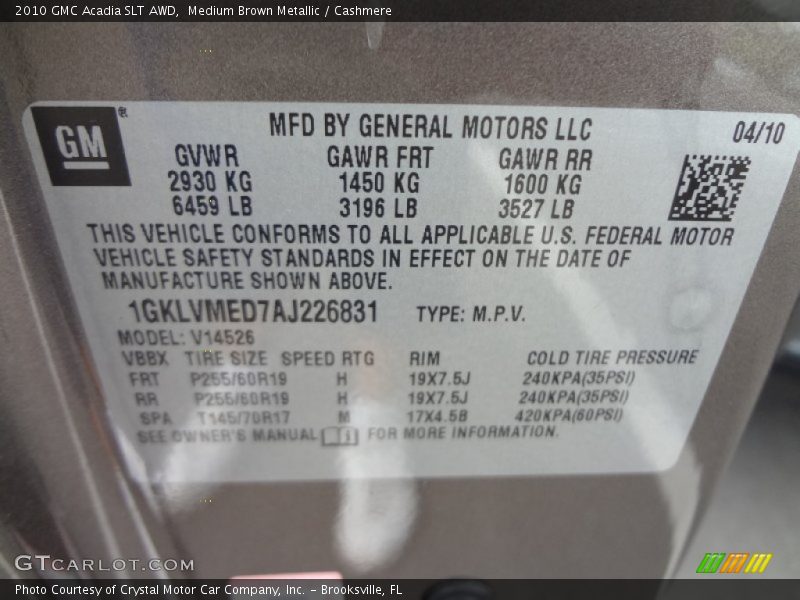 2010 GMC Acadia SLT AWD, Medium Brown Metallic / Cashmere
GM ®
MFD BY GENERAL MOTORS LLC 04/10
GVWR GAWR FRT GAWR RR
2930 KG 1450 KG 1600 KG
6459 LB 3196 LB 3527 LB
THIS VEHICLE CONFORMS TO ALL APPLICABLE U.S. FEDERAL MOTOR
VEHICLE SAFETY STANDARDS IN EFFECT ON THE DATE OF
MANUFACTURE SHOWN ABOVE.
1GKLVMED7AJ226831 TYPE: M.P.V.
MODEL: V14526
VBBX TIRE SIZE SPEED RTG RIM COLD TIRE PRESSURE
FRT P255/60R19 H 19X7.5J 240KPA(35PSI)
RR P255/60R19 H 19X7.5J 240KPA(35PSI)
SPA T145/70R17 M 17X4.5B 420KPA(60PSI)
SEE OWNER'S MANUAL FOR MORE INFORMATION.
GTCARLOT.COM
Photo Courtesy of Crystal Motor Car Company, Inc. – Brooksville, FL